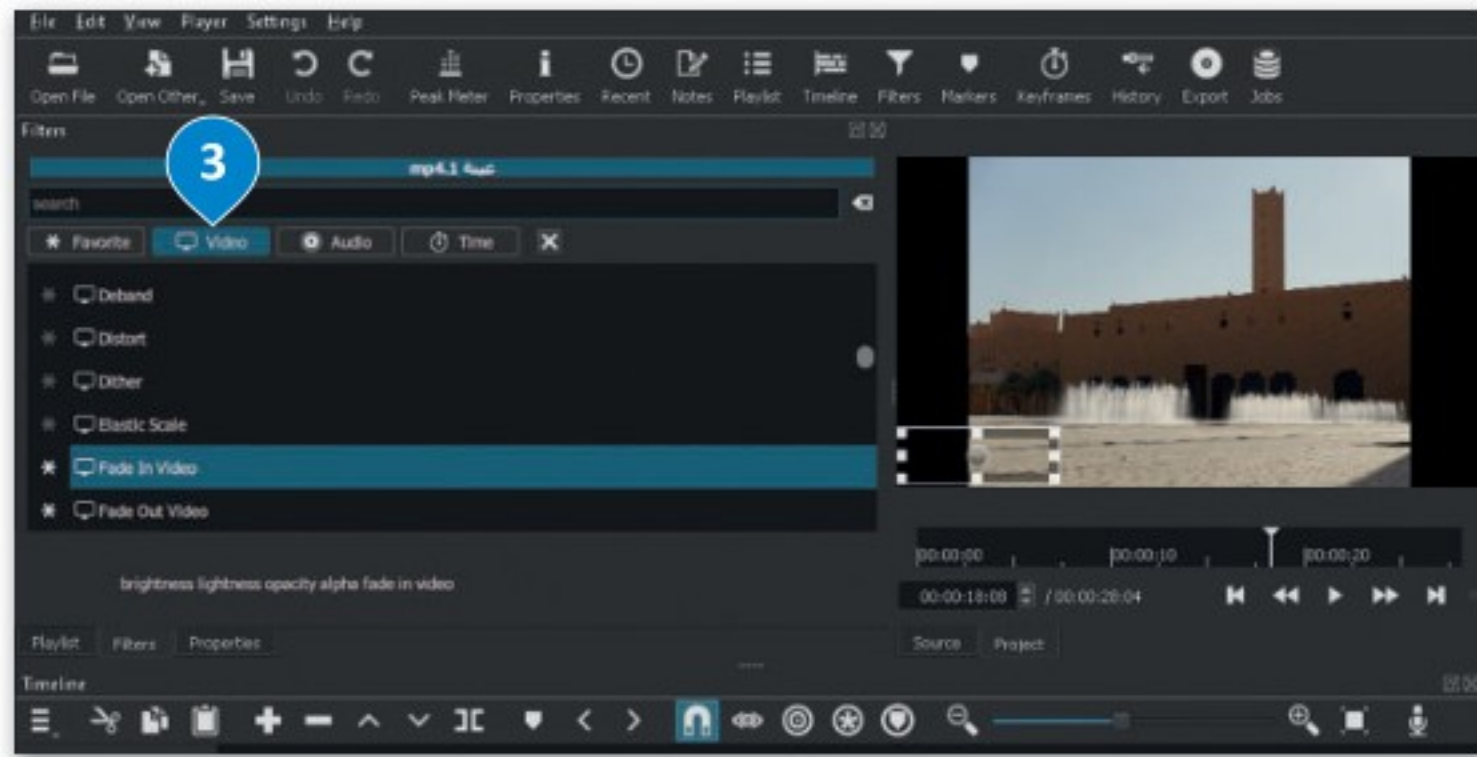 File Edit View Player Settings Help
Open File Open Other... Save Undo Redo Peak Meter Properties Recent Notes Playlist Timeline Filters Markers Keyframes History Export Jobs
Filters
3
mp4.1 عينة
search
Favorite Video Audio Time
Deband
Distort
Dither
Elastic Scale
Fade In Video
Fade Out Video
brightness lightness opacity alpha fade in video
00:00:00 00:00:10 00:00:20
00:00:18:08 / 00:00:28:04
Playlist Filters Properties
Source Project
Timeline